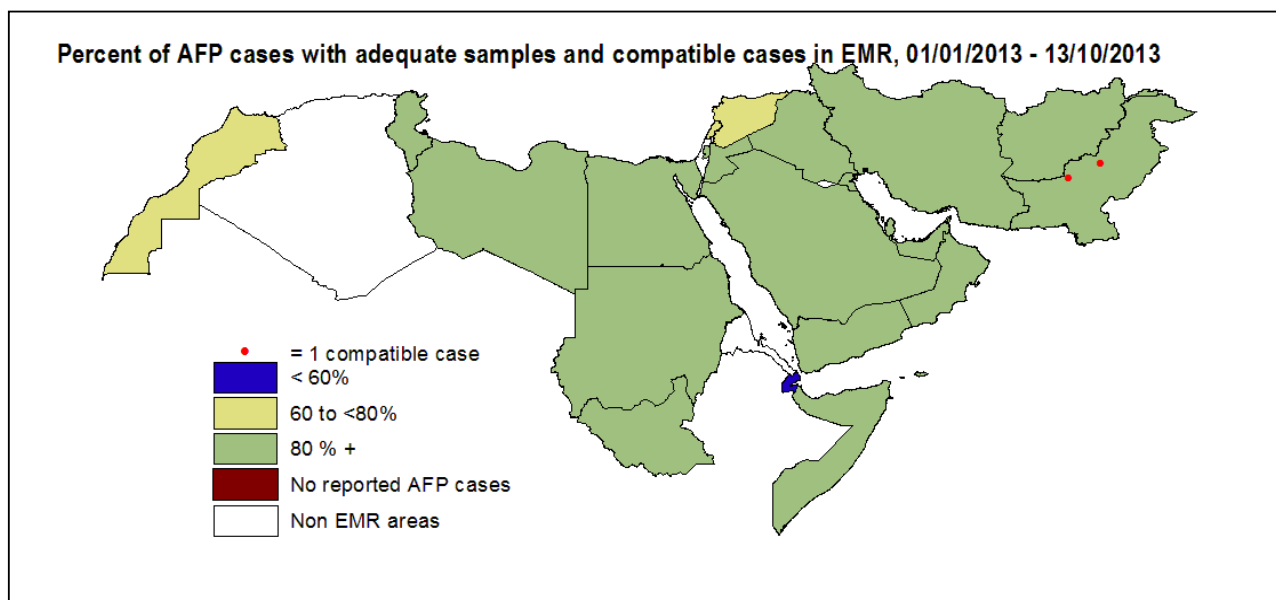 Percent of AFP cases with adequate samples and compatible cases in EMR, 01/01/2013 - 13/10/2013
= 1 compatible case
< 60%
60 to <80%
80 % +
No reported AFP cases
Non EMR areas